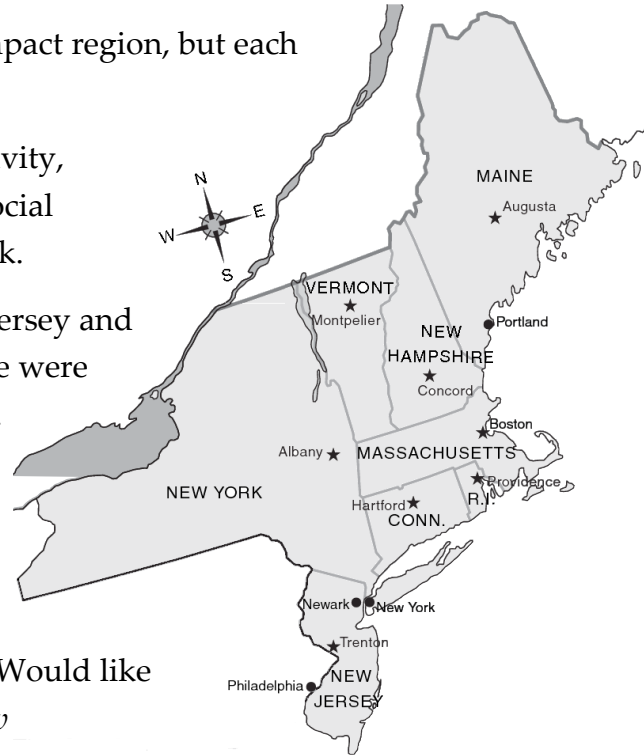 npact region, but each
vity,
ocial
k.
ersey and
e were
Would like
N
E
W
S
MAINE
Augusta
VERMONT
Montpelier
Portland
NEW
HAMPSHIRE
Concord
Boston
Albany
MASSACHUSETTS
Providence
R.I.
Hartford
CONN.
NEW YORK
Newark
New York
Trenton
Philadelphia
NEW
JERSEY